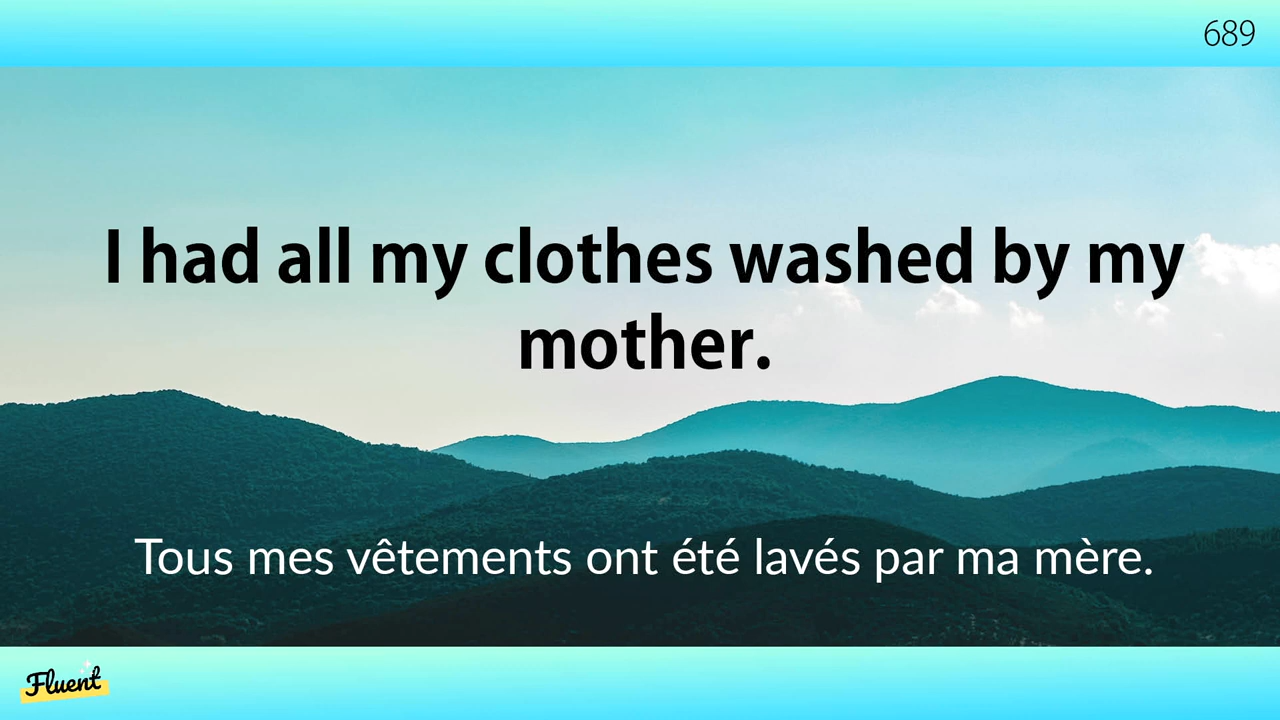 689
I had all my clothes washed by my
mother.
Tous mes vêtements ont été lavés par ma mère.
Fluent